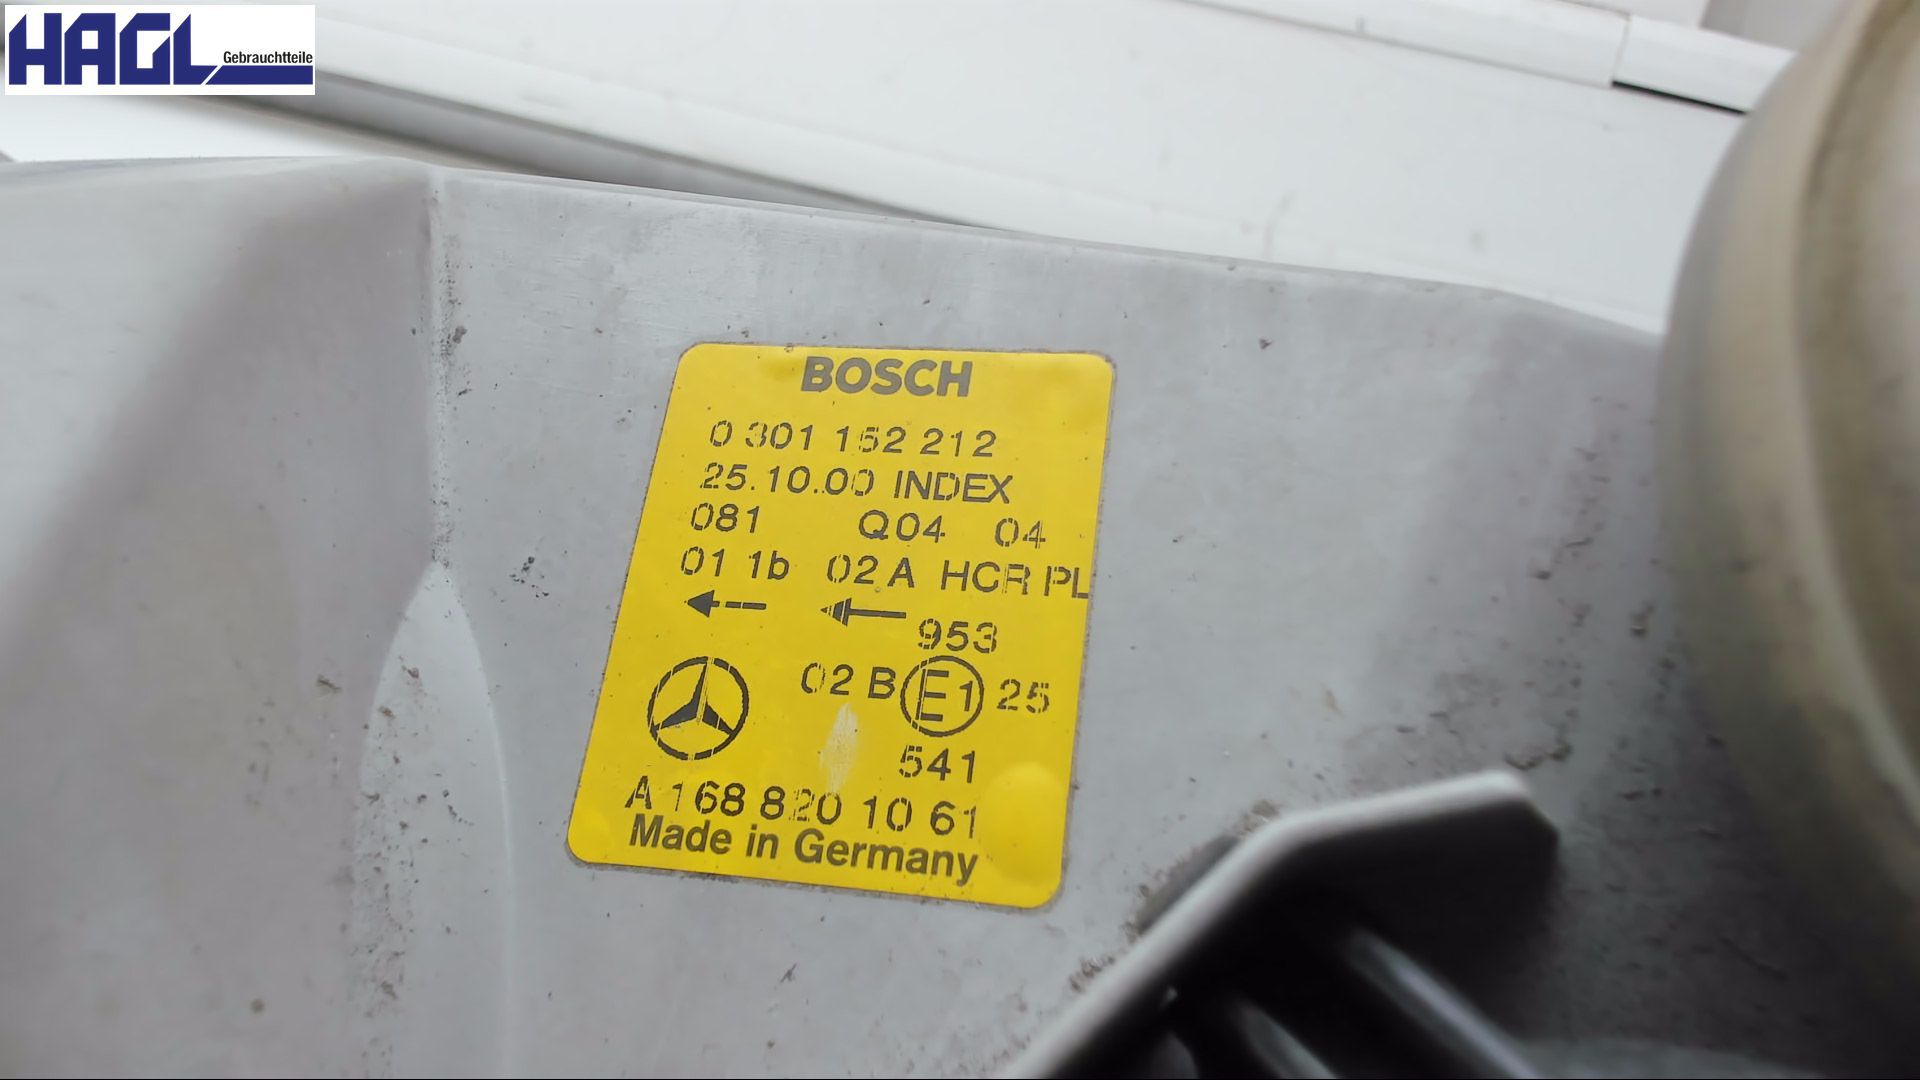 HAGL
Gebrauchtteile
BOSCH
0 301 152 212
25.10.00 INDEX
081 Q04 04
01 1b 02 A HCR PL
953
02 B E1 25
541
A 168 820 10 61
Made in Germany